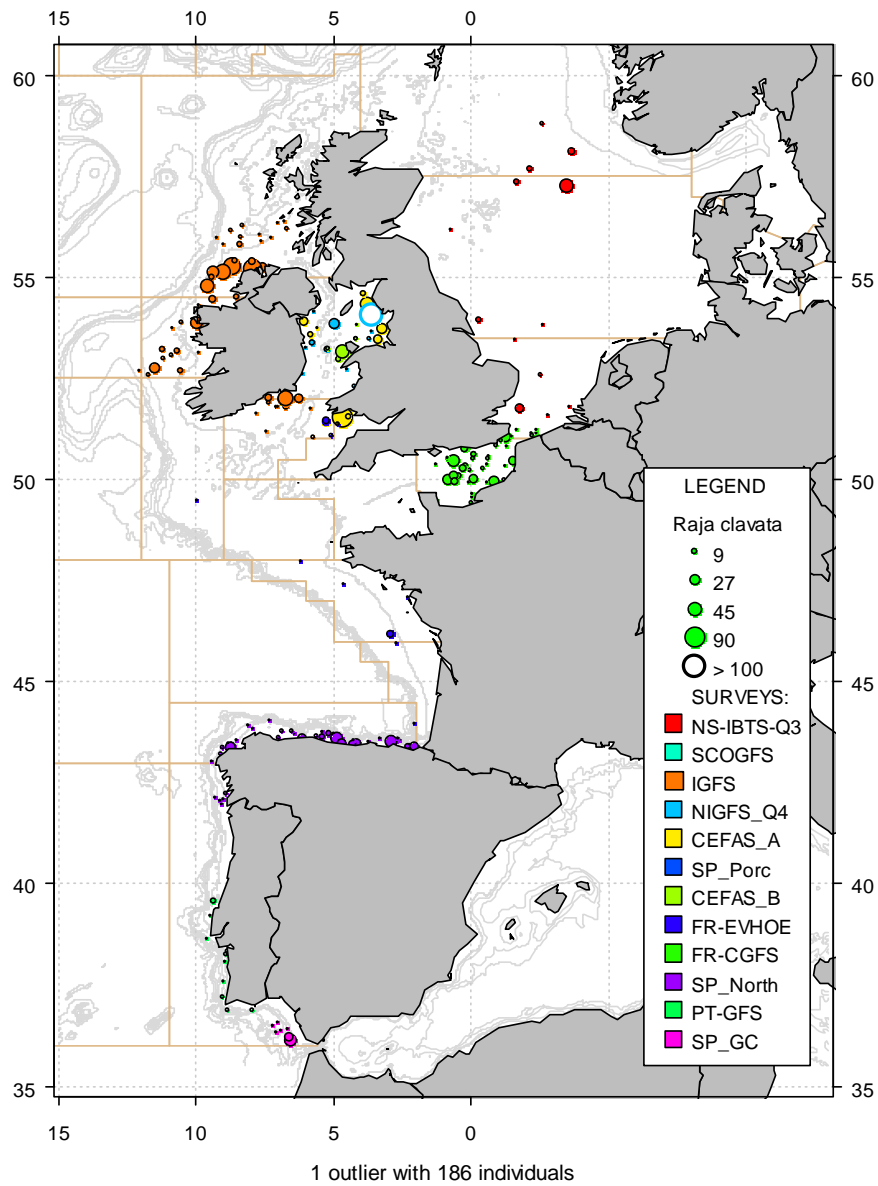 15 10 5 0
60 60
55 55
50 50
LEGEND
Raja clavata
9
27
45
90
> 100
SURVEYS:
NS-IBTS-Q3
SCOGFS
IGFS
NIGFS_Q4
CEFAS_A
SP_Porc
CEFAS_B
FR-EVHOE
FR-CGFS
SP_North
PT-GFS
SP_GC
45 45
40 40
35 35
15 10 5 0
1 outlier with 186 individuals